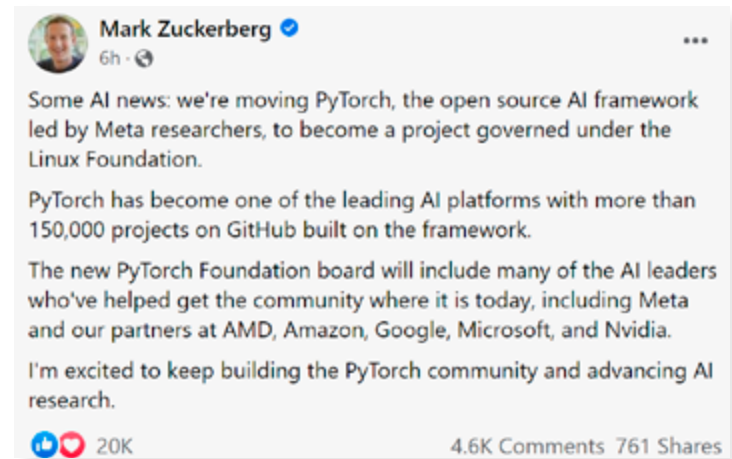 Mark Zuckerberg
6h ·
Some AI news: we're moving PyTorch, the open source AI framework
led by Meta researchers, to become a project governed under the
Linux Foundation.
PyTorch has become one of the leading AI platforms with more than
150,000 projects on GitHub built on the framework.
The new PyTorch Foundation board will include many of the AI leaders
who've helped get the community where it is today, including Meta
and our partners at AMD, Amazon, Google, Microsoft, and Nvidia.
I'm excited to keep building the PyTorch community and advancing AI
research.
20K 4.6K Comments 761 Shares